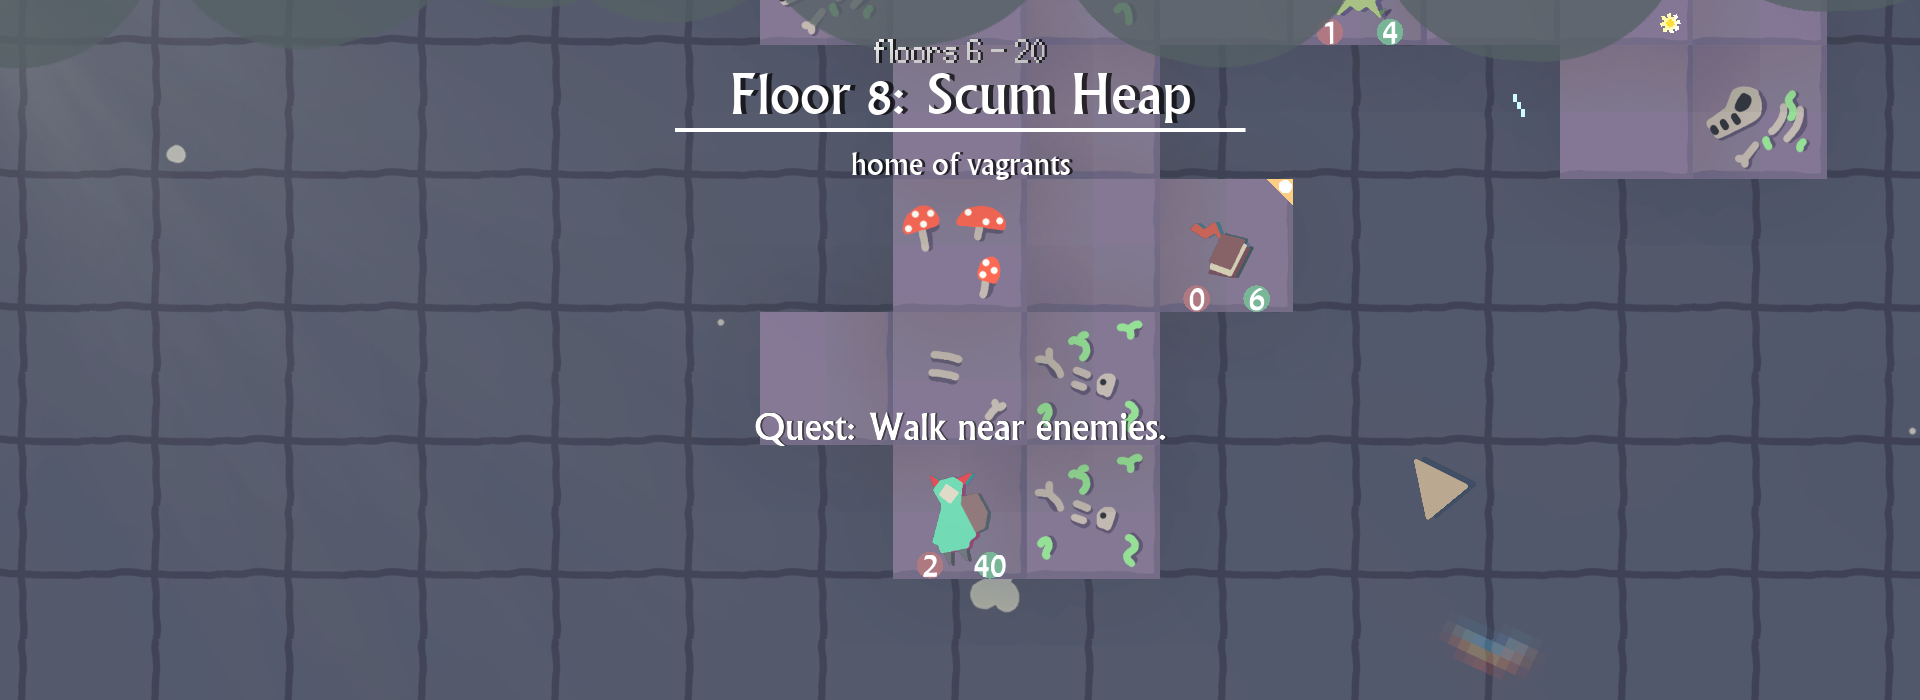 1 4
floors 6 - 20
Floor 8: Scum Heap
home of vagrants
0 6
Quest: Walk near enemies.
2 40